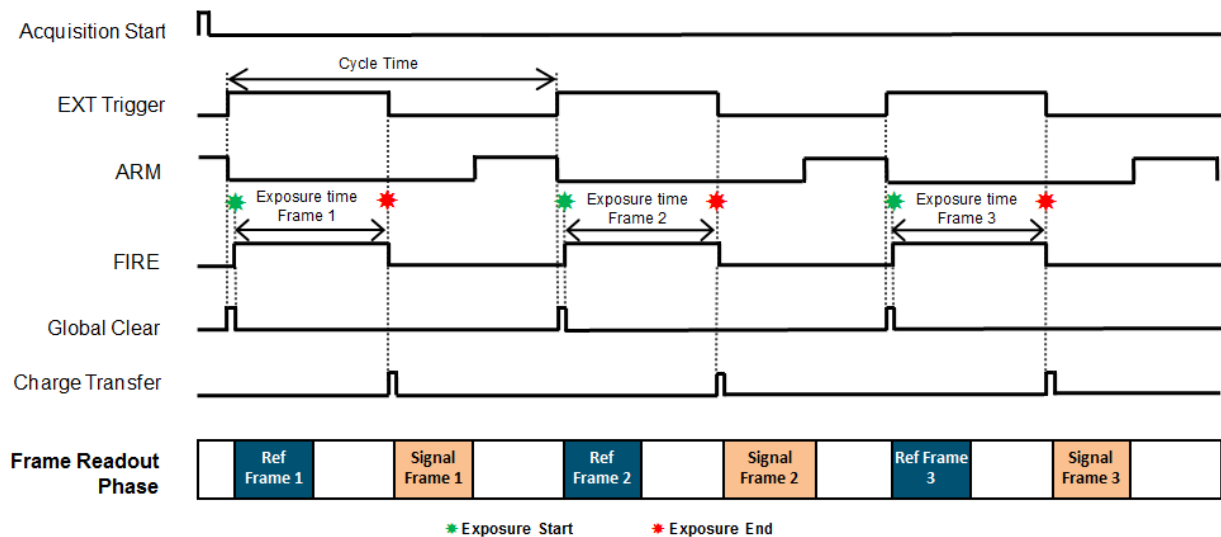 Acquisition Start
Cycle Time
EXT Trigger
ARM
Exposure time
Frame 1
Exposure time
Frame 2
Exposure time
Frame 3
FIRE
Global Clear
Charge Transfer
Frame Readout
Phase
Ref
Frame 1
Signal
Frame 1
Ref
Frame 2
Signal
Frame 2
Ref Frame
3
Signal
Frame 3
Exposure Start
Exposure End